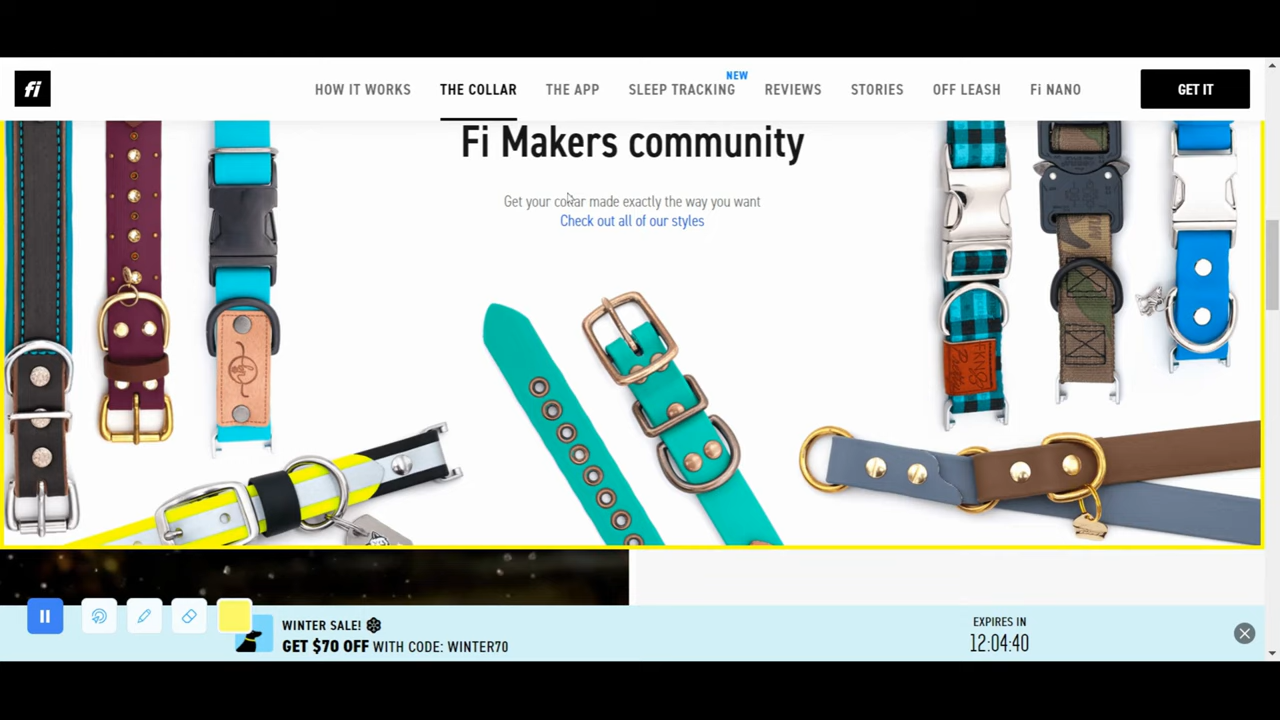 fi
HOW IT WORKS
THE COLLAR
THE APP
SLEEP TRACKING
NEW
REVIEWS
STORIES
OFF LEASH
Fi NANO
GET IT
Fi Makers community
Get your collar made exactly the way you want
Check out all of our styles
WINTER SALE!
GET $70 OFF WITH CODE: WINTER70
EXPIRES IN
12:04:40